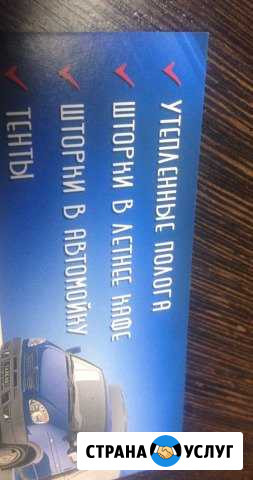 УТЕПЛЕННЫЕ ПОЛОГА
ШТОРКИ В ЛЕТНЕЕ КАФЕ
ШТОРКИ В АВТОМОЙКУ
ТЕНТЫ
СТРАНА УСЛУГ